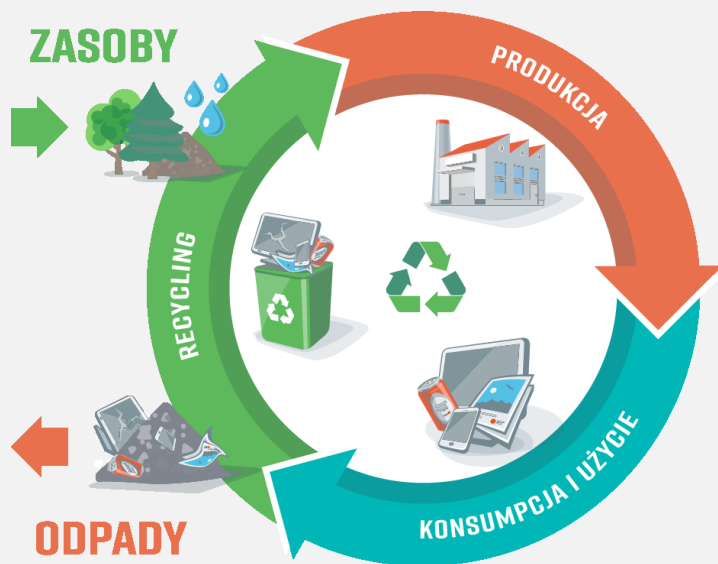 ZASOBY
PRODUKCJA
RECYCLING
KONSUMPCJA I UŻYCIE
ODPADY